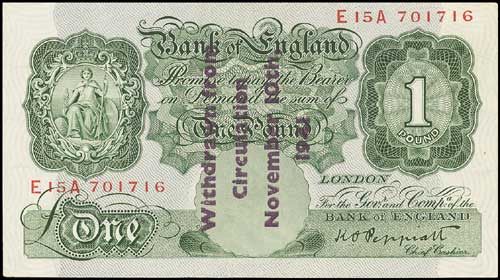 E 15A 701716
Bank of England
Promise to pay the Bearer
on Demand the sum of
One Pound
1
POUND
LONDON
For the Govr. and Compa. of the
BANK OF ENGLAND
E 15A 701716
£ONE
K O Peppiatt
Chief Cashier.
Withdrawn from
Circulation
November 10th